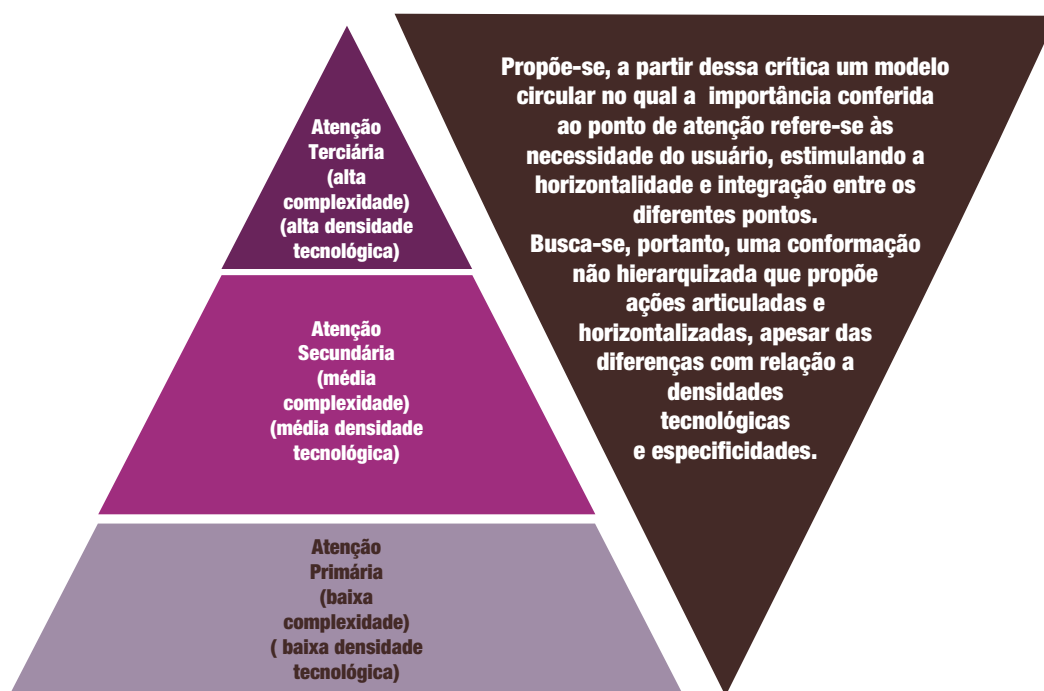 Atenção
Terciária
(alta
complexidade)
(alta densidade
tecnológica)
Atenção
Secundária
(média
complexidade)
(média densidade
tecnológica)
Atenção
Primária
(baixa
complexidade)
( baixa densidade
tecnológica)
Propõe-se, a partir dessa crítica um modelo
circular no qual a importância conferida
ao ponto de atenção refere-se às
necessidade do usuário, estimulando a
horizontalidade e integração entre os
diferentes pontos.
Busca-se, portanto, uma conformação
não hierarquizada que propõe
ações articuladas e
horizontalizadas, apesar das
diferenças com relação a
densidades
tecnológicas
e especificidades.